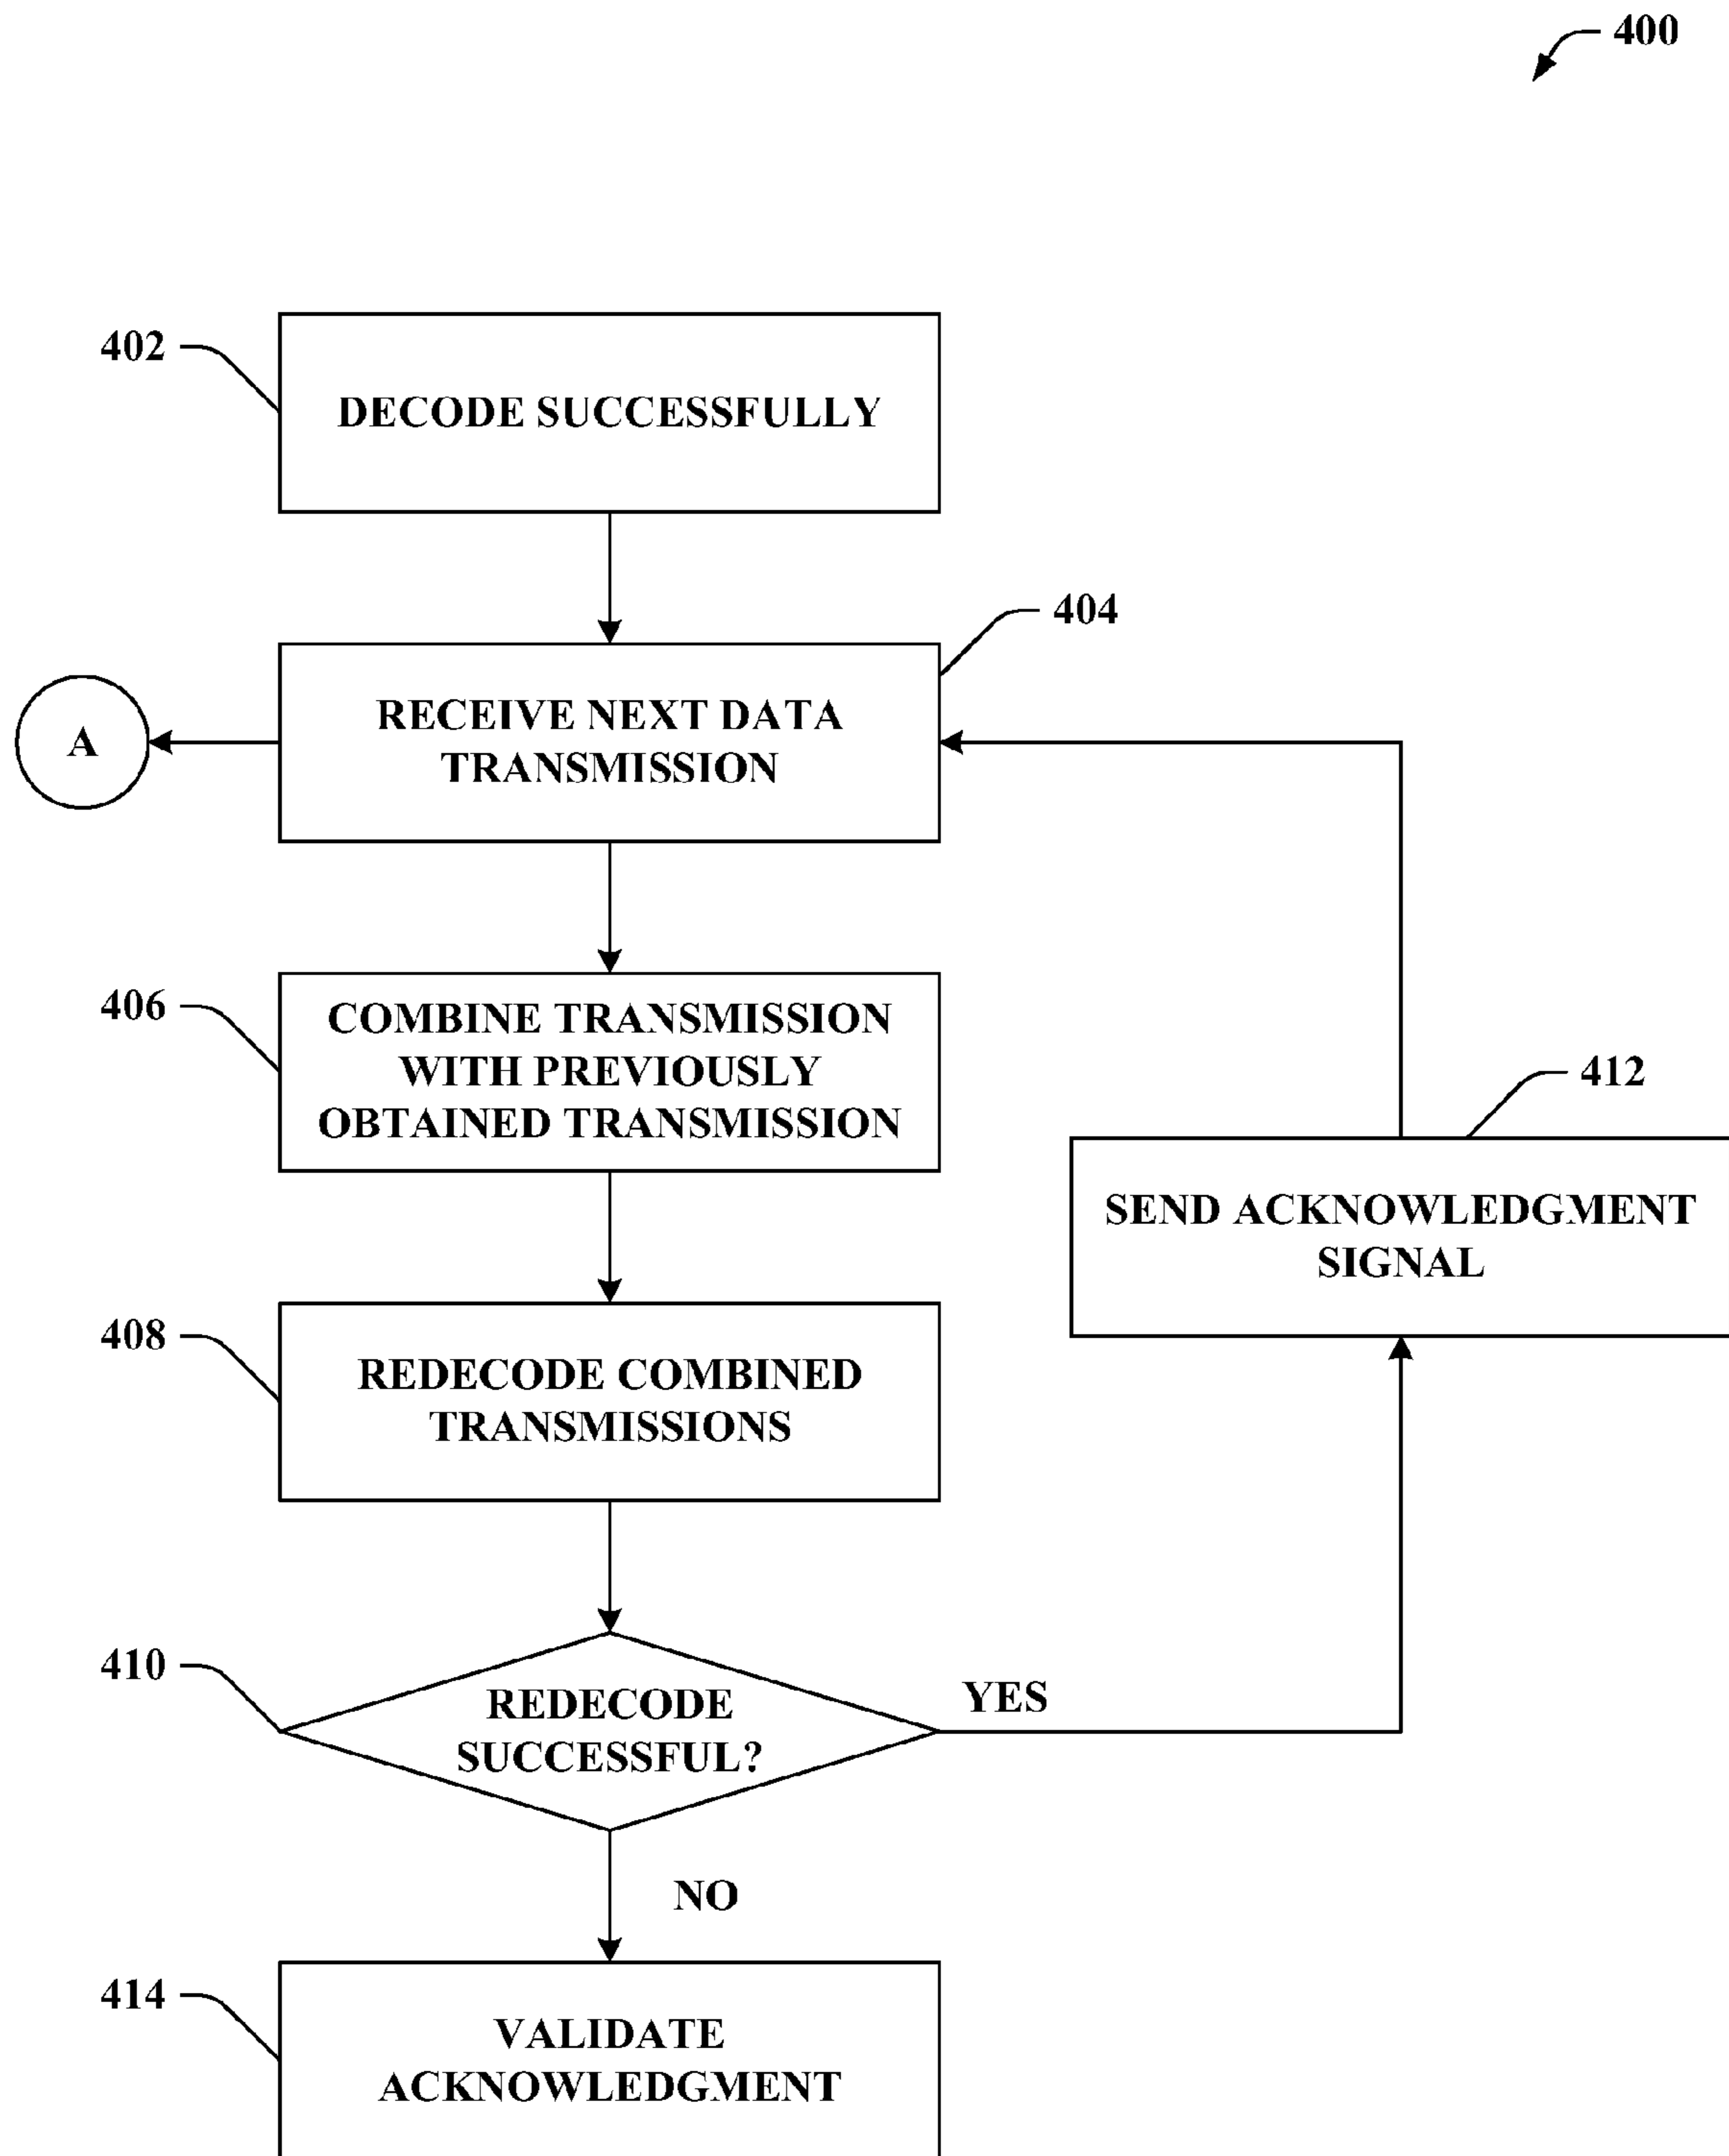 400
402
DECODE SUCCESSFULLY
404
RECEIVE NEXT DATA
TRANSMISSION
A
406
COMBINE TRANSMISSION
WITH PREVIOUSLY
OBTAINED TRANSMISSION
412
SEND ACKNOWLEDGMENT
SIGNAL
408
REDECODE COMBINED
TRANSMISSIONS
410
REDECODE
SUCCESSFUL?
YES
NO
414
VALIDATE
ACKNOWLEDGMENT